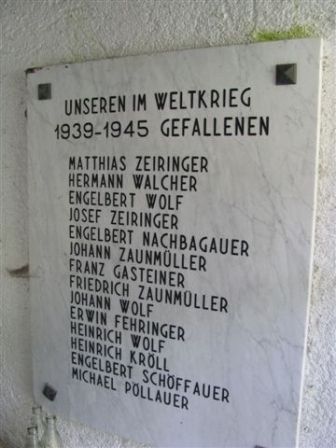 UNSEREN IM WELTKRIEG
1939-1945 GEFALLENEN
MATTHIAS ZEIRINGER
HERMANN WALCHER
ENGELBERT WOLF
JOSEF ZEIRINGER
ENGELBERT NACHBAGAUER
JOHANN ZAUNMÜLLER
FRANZ GASTEINER
FRIEDRICH ZAUNMÜLLER
JOHANN WOLF
ERWIN FEHRINGER
HEINRICH WOLF
HEINRICH KRÖLL
ENGELBERT SCHÖFFAUER
MICHAEL PÖLLAUER